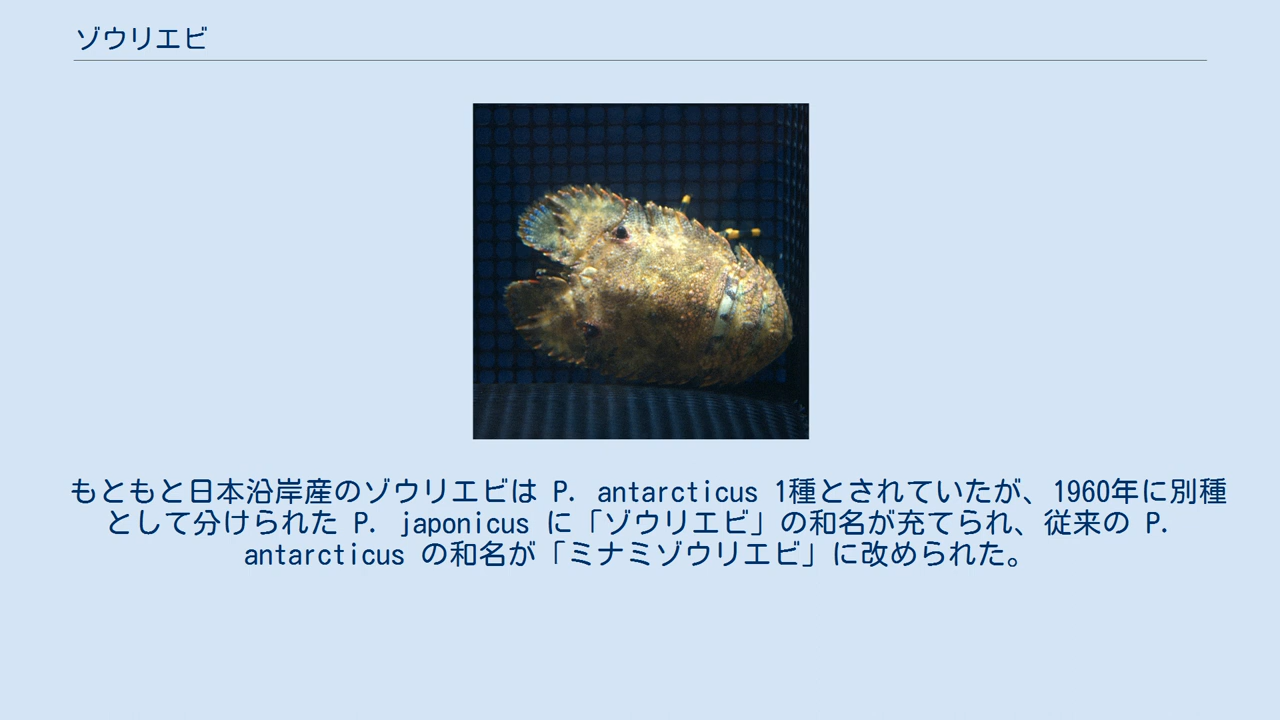 ゾウリエビ
もともと日本沿岸産のゾウリエビは P. antarcticus 1種とされていたが、1960年に別種
として分けられた P. japonicus に「ゾウリエビ」の和名が充てられ、従来の P.
antarcticus の和名が「ミナミゾウリエビ」に改められた。